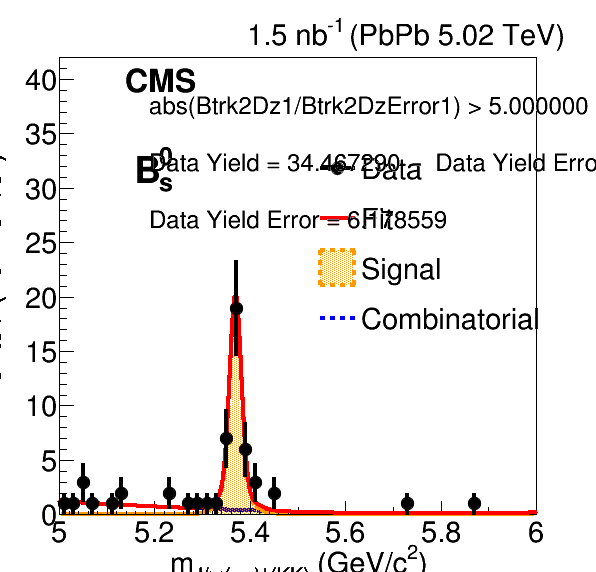 1.5 nb-1 (PbPb 5.02 TeV)
CMS
abs(Btrk2Dz1/Btrk2DzError1) > 5.000000
B0s
Data Yield = 34.467290 - Data Yield Erro
Data
Data Yield Error = 6.178559
Fit
Signal
Combinatorial
40
35
30
25
20
15
10
5
0
5 5.2 5.4 5.6 5.8 6
m (GeV/c2)